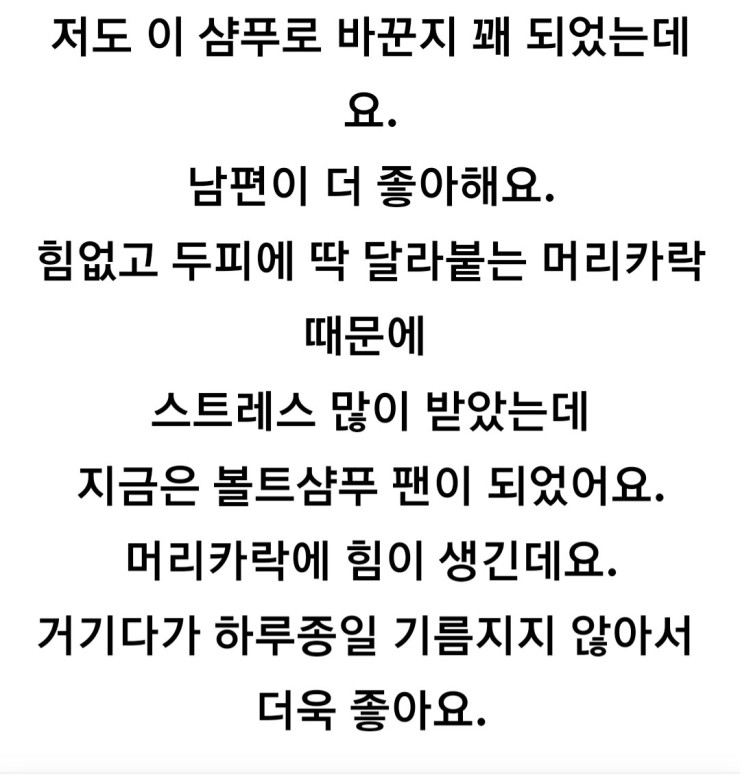 저도 이 샴푸로 바꾼지 꽤 되었는데
요.
남편이 더 좋아해요.
힘없고 두피에 딱 달라붙는 머리카락
때문에
스트레스 많이 받았는데
지금은 볼트샴푸 팬이 되었어요.
머리카락에 힘이 생긴데요.
거기다가 하루종일 기름지지 않아서
더욱 좋아요.